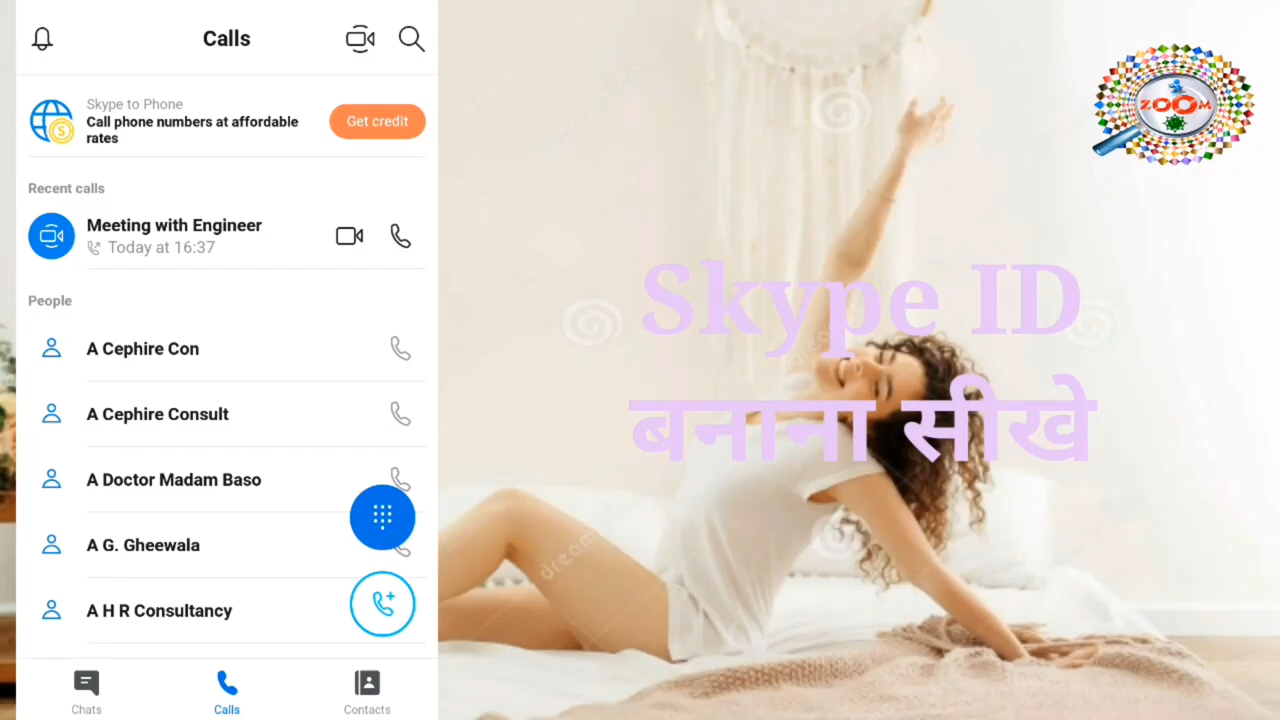 Calls
Skype to Phone
Call phone numbers at affordable
rates
Get credit
Recent calls
Meeting with Engineer
Today at 16:37
People
A Cephire Con
A Cephire Consult
A Doctor Madam Baso
A G. Gheewala
A H R Consultancy
Chats
Calls
Contacts
ZOOM
Skype ID
बनाना सीखे